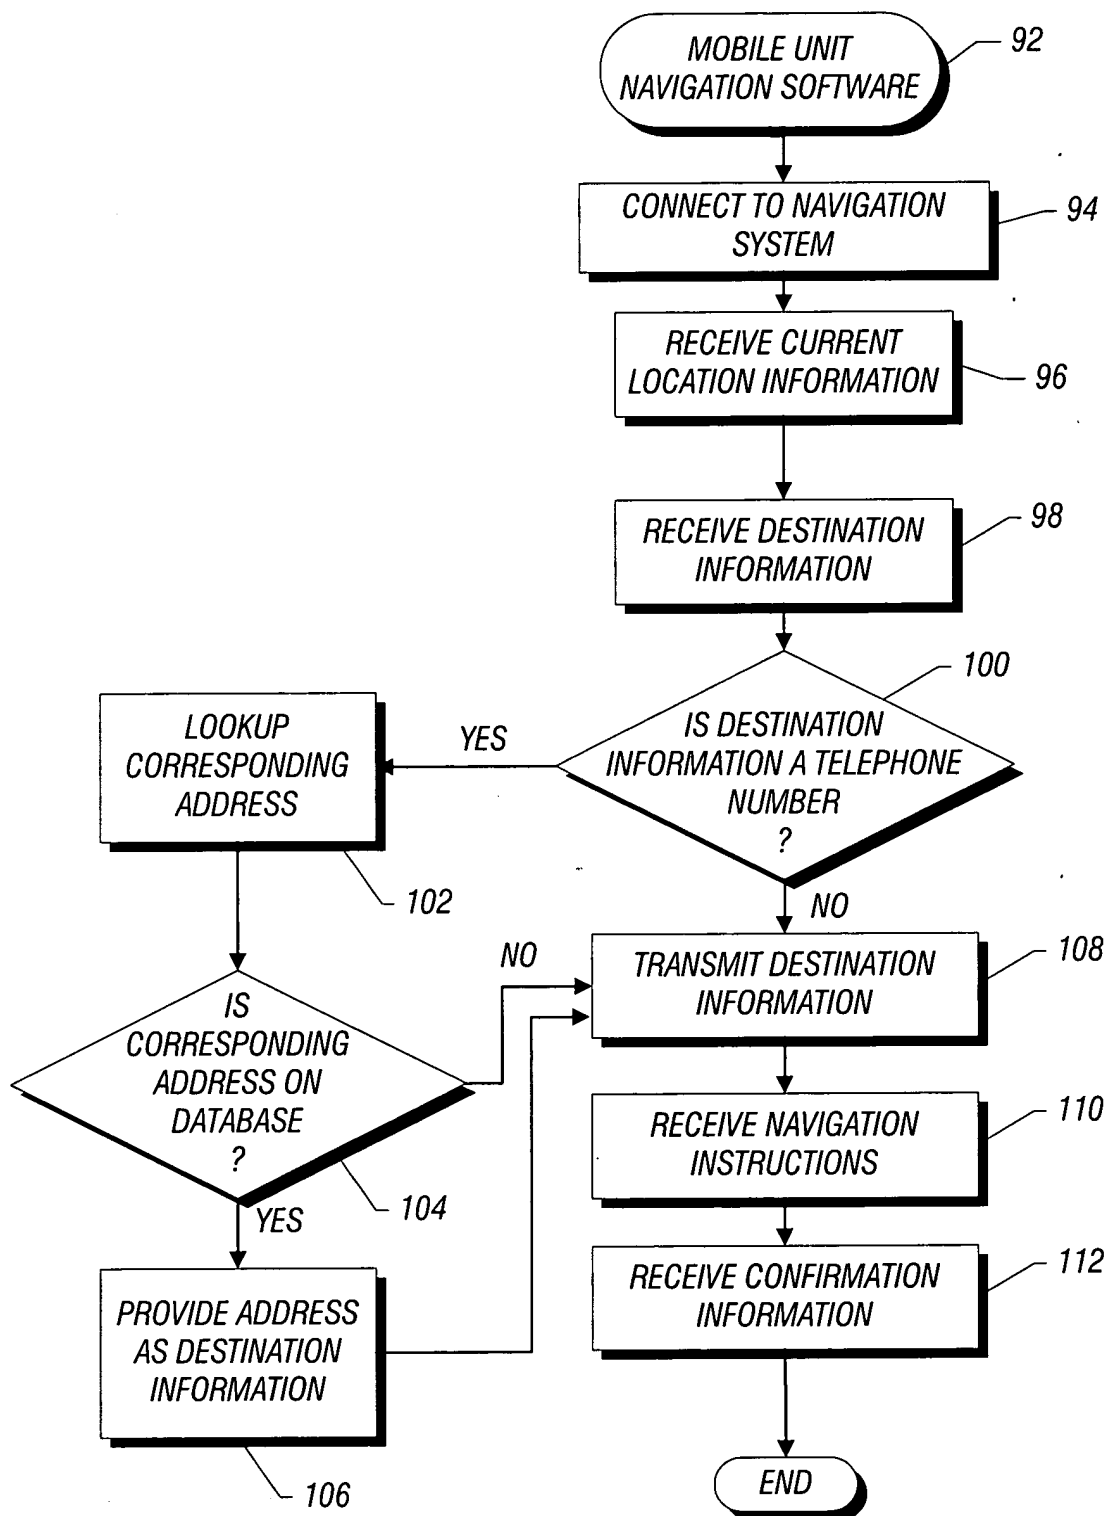 MOBILE UNIT
NAVIGATION SOFTWARE
92
CONNECT TO NAVIGATION
SYSTEM
94
RECEIVE CURRENT
LOCATION INFORMATION
96
RECEIVE DESTINATION
INFORMATION
98
IS DESTINATION
INFORMATION A TELEPHONE
NUMBER
?
100
YES
LOOKUP
CORRESPONDING
ADDRESS
102
NO
IS
CORRESPONDING
ADDRESS ON
DATABASE
?
104
NO
YES
PROVIDE ADDRESS
AS DESTINATION
INFORMATION
106
TRANSMIT DESTINATION
INFORMATION
108
RECEIVE NAVIGATION
INSTRUCTIONS
110
RECEIVE CONFIRMATION
INFORMATION
112
END